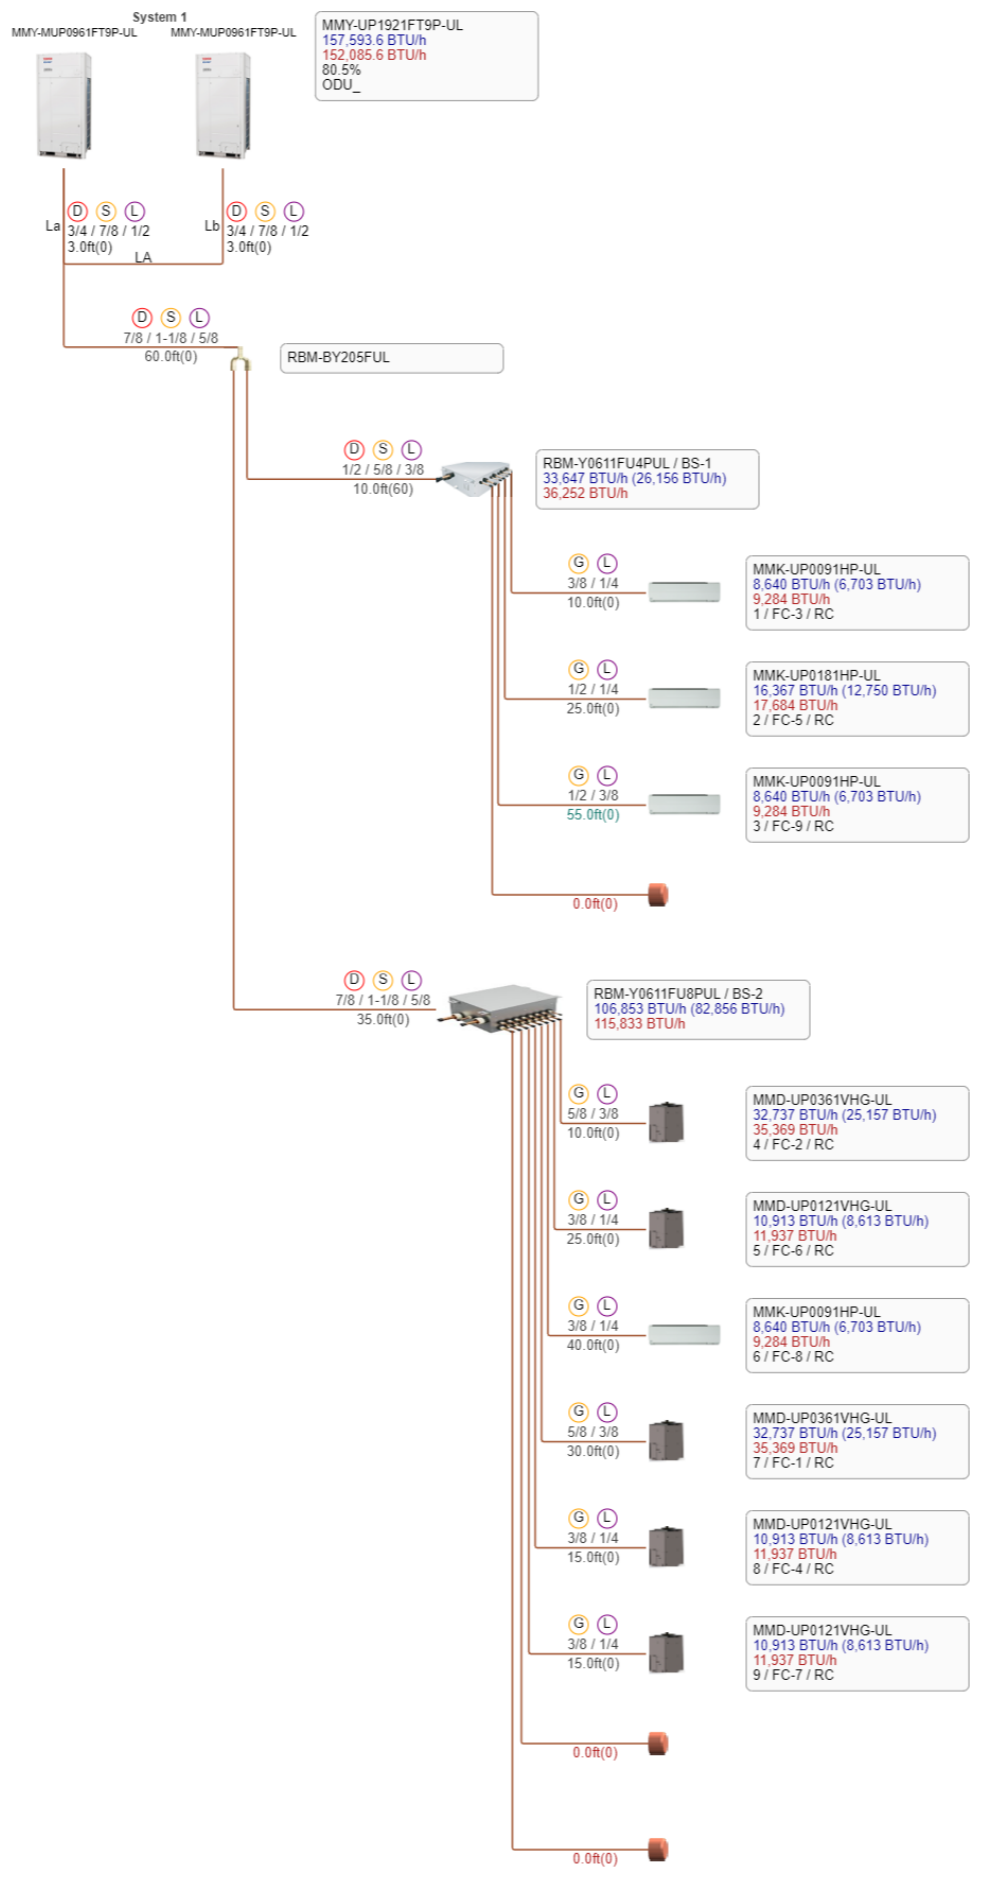 System 1
MMY-MUP0961FT9P-UL
MMY-MUP0961FT9P-UL
MMY-UP1921FT9P-UL
157,593.6 BTU/h
152,085.6 BTU/h
80.5%
ODU_
La
D S L
3/4 / 7/8 / 1/2
3.0ft(0)
Lb
D S L
3/4 / 7/8 / 1/2
3.0ft(0)
LA
D S L
7/8 / 1-1/8 / 5/8
60.0ft(0)
RBM-BY205FUL
D S L
1/2 / 5/8 / 3/8
10.0ft(60)
RBM-Y0611FU4PUL / BS-1
33,647 BTU/h (26,156 BTU/h)
36,252 BTU/h
G L
3/8 / 1/4
10.0ft(0)
MMK-UP0091HP-UL
8,640 BTU/h (6,703 BTU/h)
9,284 BTU/h
1 / FC-3 / RC
G L
1/2 / 1/4
25.0ft(0)
MMK-UP0181HP-UL
16,367 BTU/h (12,750 BTU/h)
17,684 BTU/h
2 / FC-5 / RC
G L
1/2 / 3/8
55.0ft(0)
MMK-UP0091HP-UL
8,640 BTU/h (6,703 BTU/h)
9,284 BTU/h
3 / FC-9 / RC
0.0ft(0)
D S L
7/8 / 1-1/8 / 5/8
35.0ft(0)
RBM-Y0611FU8PUL / BS-2
106,853 BTU/h (82,856 BTU/h)
115,833 BTU/h
G L
5/8 / 3/8
10.0ft(0)
MMD-UP0361VHG-UL
32,737 BTU/h (25,157 BTU/h)
35,369 BTU/h
4 / FC-2 / RC
G L
3/8 / 1/4
25.0ft(0)
MMD-UP0121VHG-UL
10,913 BTU/h (8,613 BTU/h)
11,937 BTU/h
5 / FC-6 / RC
G L
3/8 / 1/4
40.0ft(0)
MMK-UP0091HP-UL
8,640 BTU/h (6,703 BTU/h)
9,284 BTU/h
6 / FC-8 / RC
G L
5/8 / 3/8
30.0ft(0)
MMD-UP0361VHG-UL
32,737 BTU/h (25,157 BTU/h)
35,369 BTU/h
7 / FC-1 / RC
G L
3/8 / 1/4
15.0ft(0)
MMD-UP0121VHG-UL
10,913 BTU/h (8,613 BTU/h)
11,937 BTU/h
8 / FC-4 / RC
G L
3/8 / 1/4
15.0ft(0)
MMD-UP0121VHG-UL
10,913 BTU/h (8,613 BTU/h)
11,937 BTU/h
9 / FC-7 / RC
0.0ft(0)
0.0ft(0)